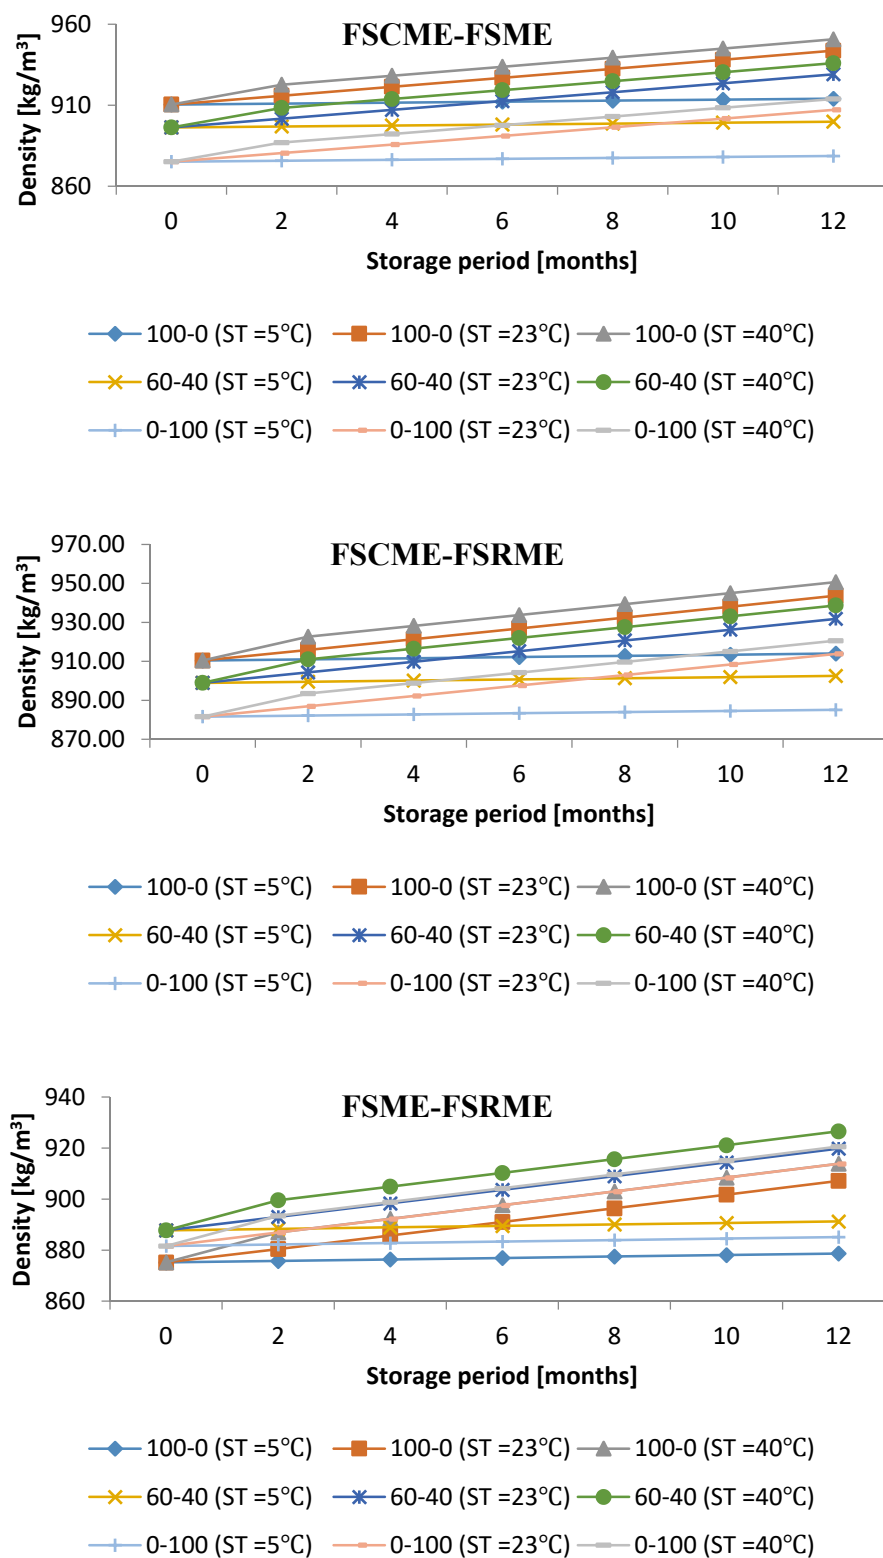 FSCME-FSME
Density [kg/m³]
960
910
860
0 2 4 6 8 10 12
Storage period [months]
100-0 (ST =5℃) 100-0 (ST =23℃) 100-0 (ST =40℃)
60-40 (ST =5℃) 60-40 (ST =23℃) 60-40 (ST =40℃)
0-100 (ST =5℃) 0-100 (ST =23℃) 0-100 (ST =40℃)
FSCME-FSRME
Density [kg/m³]
970.00
950.00
930.00
910.00
890.00
870.00
0 2 4 6 8 10 12
Storage period [months]
100-0 (ST =5℃) 100-0 (ST =23℃) 100-0 (ST =40℃)
60-40 (ST =5℃) 60-40 (ST =23℃) 60-40 (ST =40℃)
0-100 (ST =5℃) 0-100 (ST =23℃) 0-100 (ST =40℃)
FSME-FSRME
Density [kg/m³]
940
920
900
880
860
0 2 4 6 8 10 12
Storage period [months]
100-0 (ST =5℃) 100-0 (ST =23℃) 100-0 (ST =40℃)
60-40 (ST =5℃) 60-40 (ST =23℃) 60-40 (ST =40℃)
0-100 (ST =5℃) 0-100 (ST =23℃) 0-100 (ST =40℃)